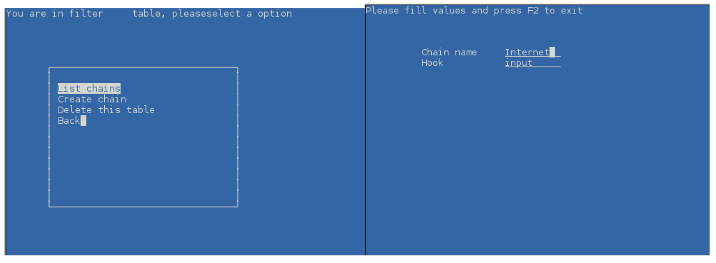 You are in filter     table, pleaseselect a option
List chains
Create chain
Delete this table
Back
Please fill values and press F2 to exit
Chain name     Internet
Hook           input